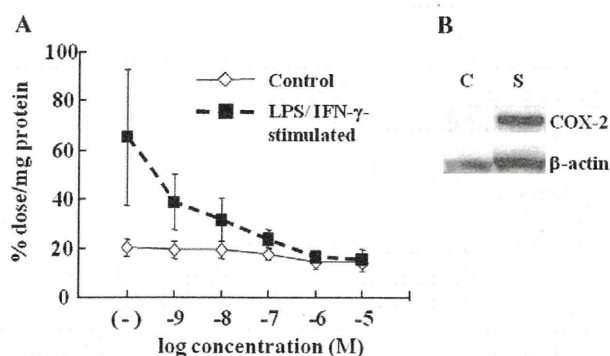 A
100
80
60
40
20
0
% dose/mg protein
Control
LPS/IFN-γ-
stimulated
(-) -9 -8 -7 -6 -5
log concentration (M)
B
C S
COX-2
β-actin